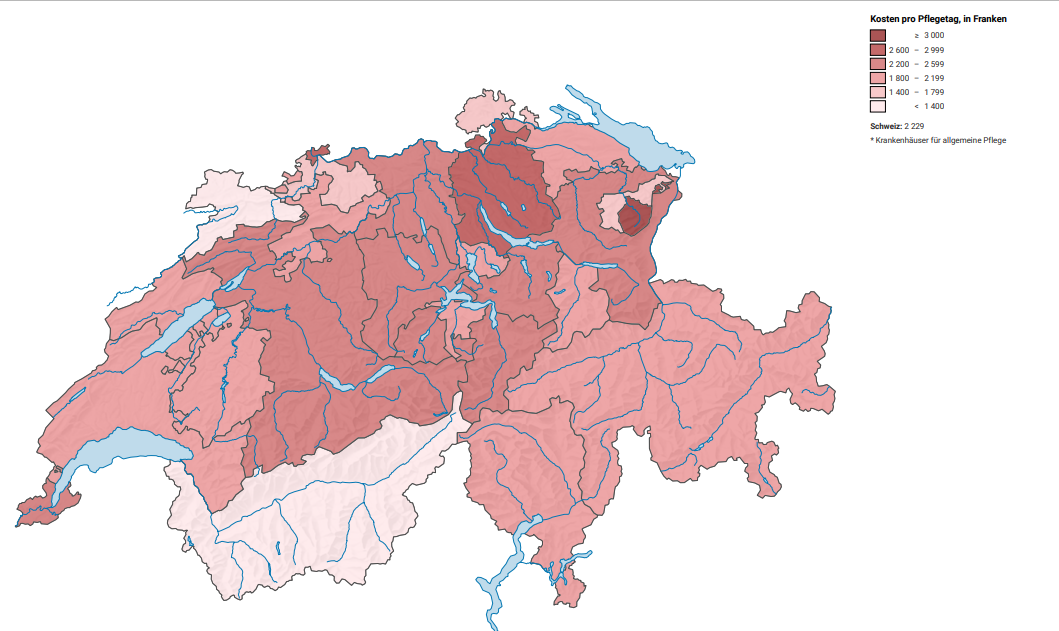 Kosten pro Pflegetag, in Franken
≥ 3 000
2 600 – 2 999
2 200 – 2 599
1 800 – 2 199
1 400 – 1 799
< 1 400
Schweiz: 2 229
* Krankenhäuser für allgemeine Pflege